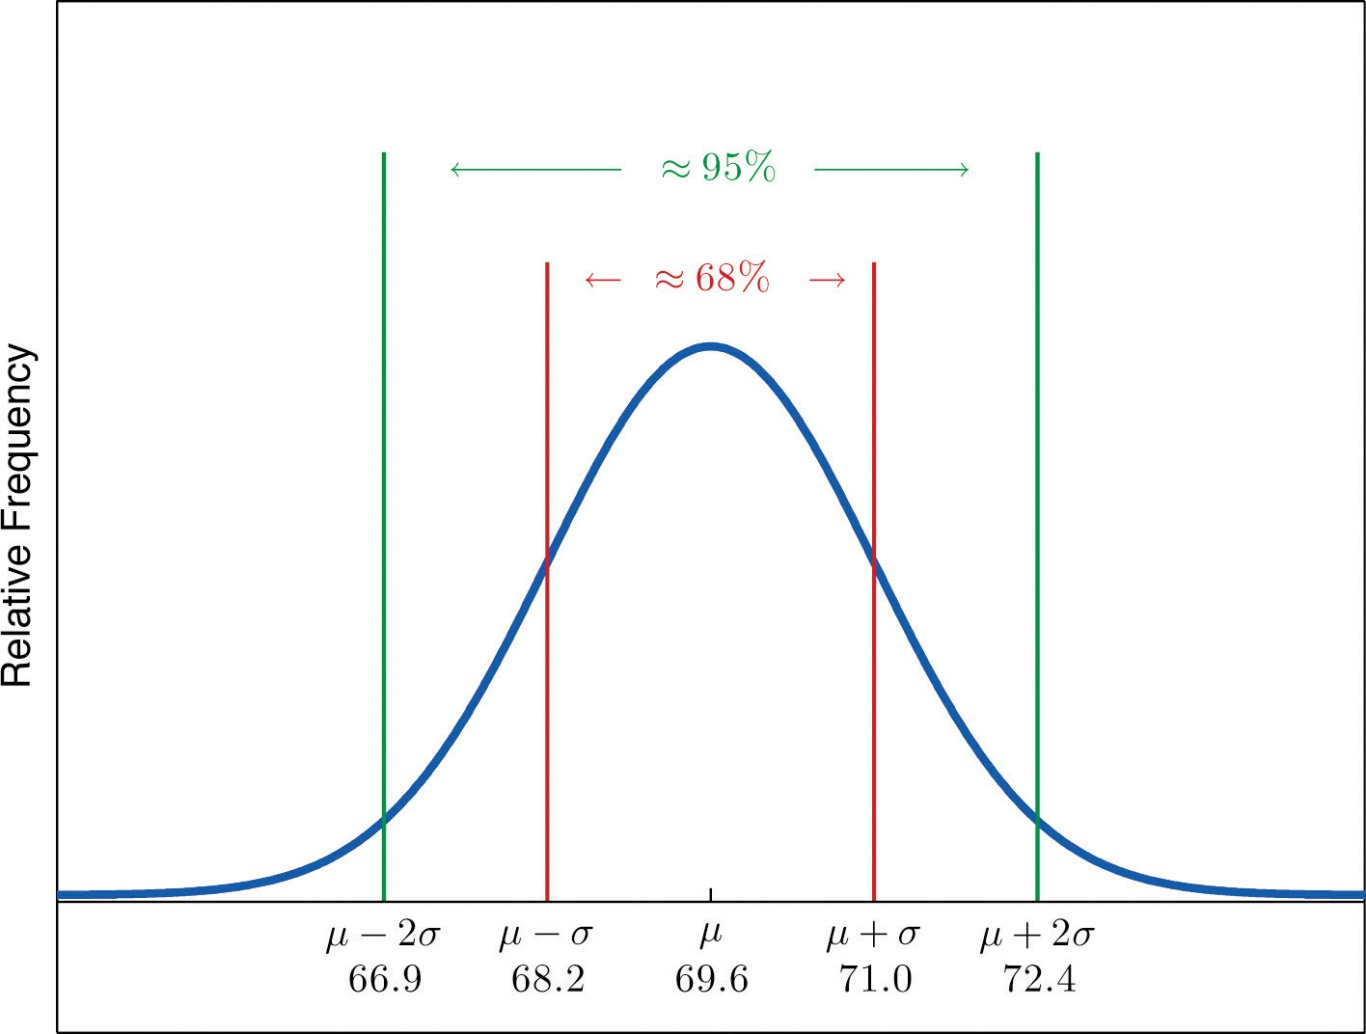 ≈ 95%
≈ 68%
Relative Frequency
μ − 2σ μ − σ μ μ + σ μ + 2σ
66.9 68.2 69.6 71.0 72.4